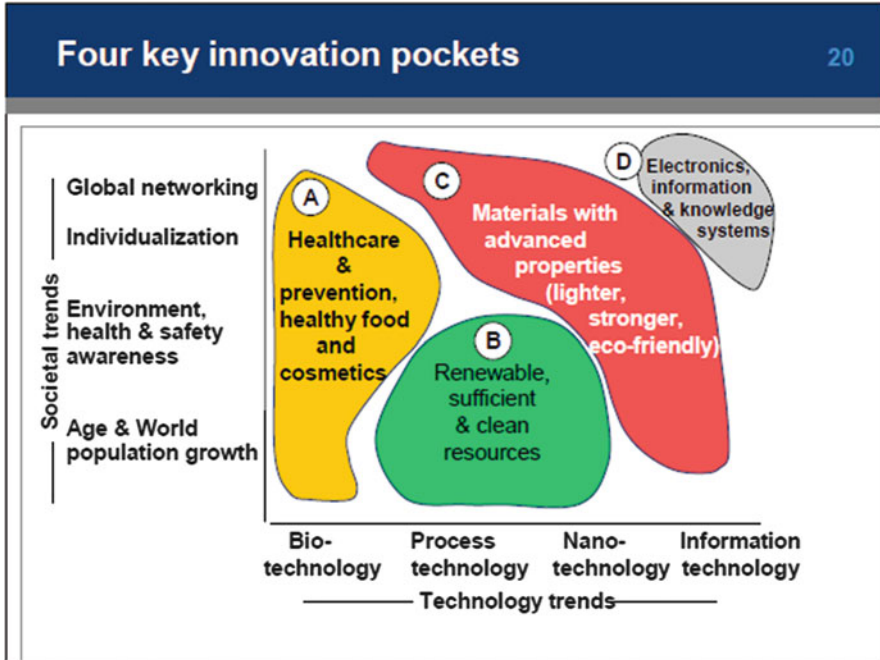 Four key innovation pockets
20
Societal trends
Global networking
Individualization
Environment,
health & safety
awareness
Age & World
population growth
A
Healthcare
&
prevention,
healthy food
and
cosmetics
B
Renewable,
sufficient
& clean
resources
C
Materials with
advanced
properties
(lighter,
stronger,
eco-friendly)
D
Electronics,
information
& knowledge
systems
Bio-
technology
Process
technology
Nano-
technology
Information
technology
Technology trends